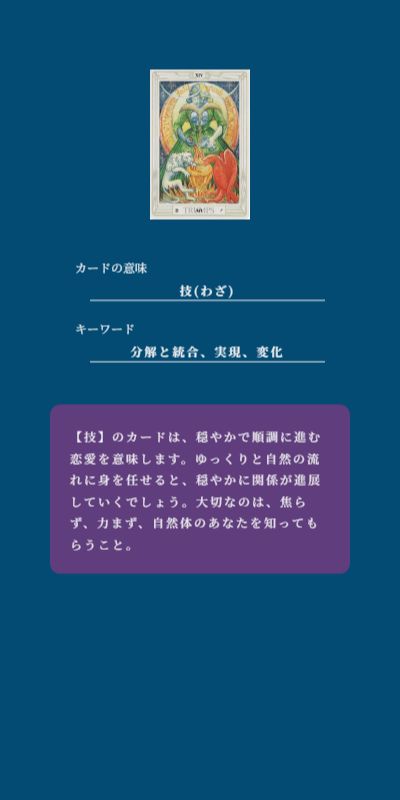 XIV
カードの意味
技(わざ)
キーワード
分解と統合、実現、変化
【技】のカードは、穏やかで順調に進む
恋愛を意味します。ゆっくりと自然の流
れに身を任せると、穏やかに関係が進展
していくでしょう。大切なのは、焦ら
ず、力まず、自然体のあなたを知っても
らうこと。